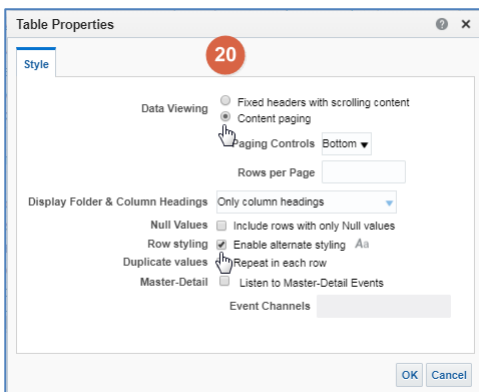 Table Properties
20
Style
Data Viewing Fixed headers with scrolling content
Content paging
Paging Controls Bottom
Rows per Page
Display Folder & Column Headings Only column headings
Null Values Include rows with only Null values
Row styling Enable alternate styling Aa
Duplicate values Repeat in each row
Master-Detail Listen to Master-Detail Events
Event Channels
OK Cancel